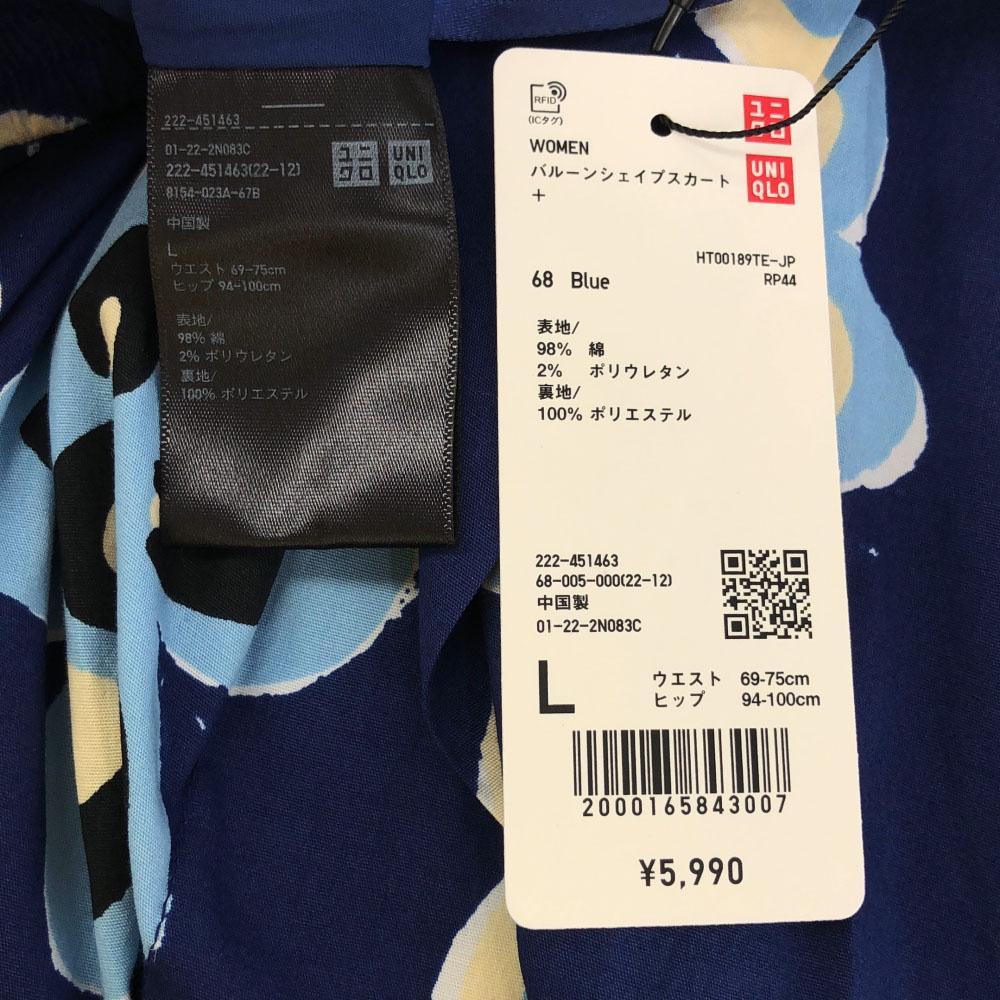 222-451463
01-22-2N083C
222-451463(22-12)
8154-023A-67B
ユニクロ
UNIQLO
中国製
L
ウエスト 69-75cm
ヒップ 94-100cm
表地/
98% 綿
2% ポリウレタン
裏地/
100% ポリエステル
RFID
(ICタグ)
ユニクロ
UNIQLO
WOMEN
バルーンシェイプスカート
+
HT00189TE-JP
RP44
68 Blue
表地/
98% 綿
2% ポリウレタン
裏地/
100% ポリエステル
222-451463
68-005-000(22-12)
中国製
01-22-2N083C
L
ウエスト 69-75cm
ヒップ 94-100cm
2000165843007
¥5,990